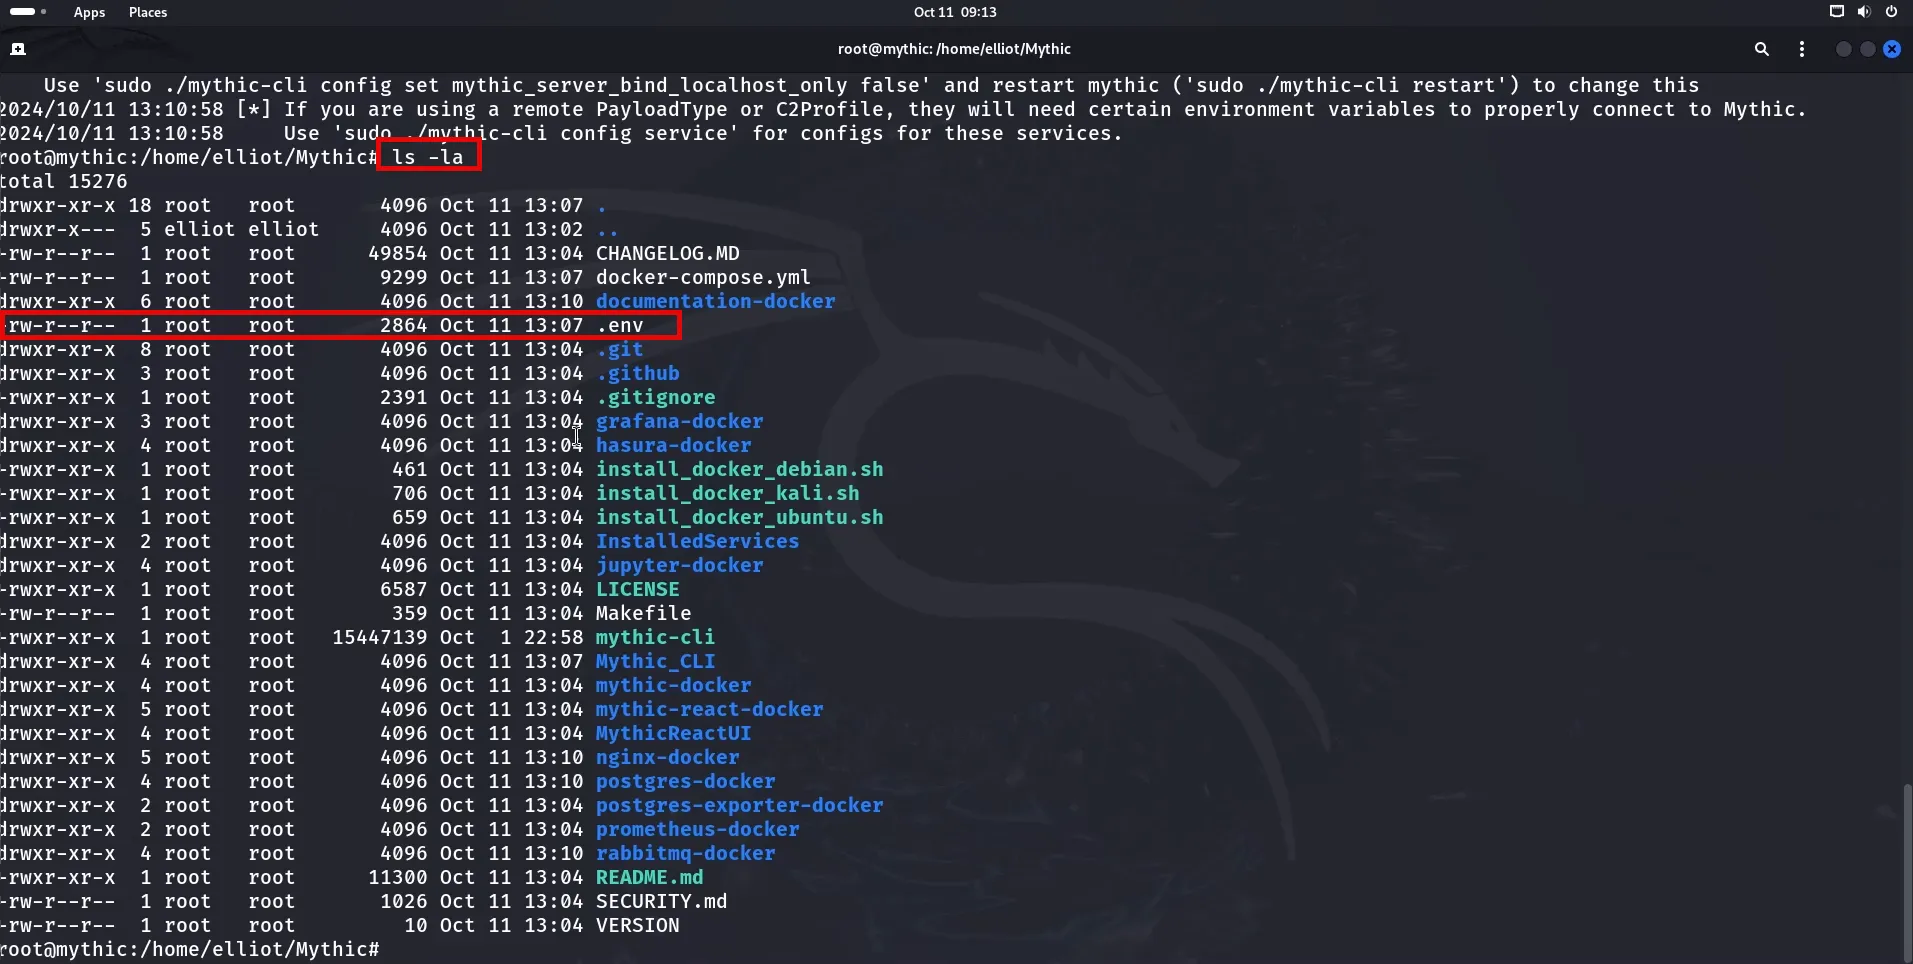 Apps Places Oct 11 09:13
root@mythic: /home/elliot/Mythic
Use 'sudo ./mythic-cli config set mythic_server_bind_localhost_only false' and restart mythic ('sudo ./mythic-cli restart') to change this
2024/10/11 13:10:58 [*] If you are using a remote PayloadType or C2Profile, they will need certain environment variables to properly connect to Mythic.
2024/10/11 13:10:58     Use 'sudo ./mythic-cli config service' for configs for these services.
root@mythic:/home/elliot/Mythic# ls -la
total 15276
drwxr-xr-x 18 root   root       4096 Oct 11 13:07 .
drwxr-x---  5 elliot elliot     4096 Oct 11 13:02 ..
-rw-r--r--  1 root   root      49854 Oct 11 13:04 CHANGELOG.MD
-rw-r--r--  1 root   root       9299 Oct 11 13:07 docker-compose.yml
drwxr-xr-x  6 root   root       4096 Oct 11 13:10 documentation-docker
-rw-r--r--  1 root   root       2864 Oct 11 13:07 .env
drwxr-xr-x  8 root   root       4096 Oct 11 13:04 .git
drwxr-xr-x  3 root   root       4096 Oct 11 13:04 .github
-rwxr-xr-x  1 root   root       2391 Oct 11 13:04 .gitignore
drwxr-xr-x  3 root   root       4096 Oct 11 13:04 grafana-docker
drwxr-xr-x  4 root   root       4096 Oct 11 13:04 hasura-docker
-rwxr-xr-x  1 root   root        461 Oct 11 13:04 install_docker_debian.sh
-rwxr-xr-x  1 root   root        706 Oct 11 13:04 install_docker_kali.sh
-rwxr-xr-x  1 root   root        659 Oct 11 13:04 install_docker_ubuntu.sh
drwxr-xr-x  2 root   root       4096 Oct 11 13:04 InstalledServices
drwxr-xr-x  4 root   root       4096 Oct 11 13:04 jupyter-docker
-rwxr-xr-x  1 root   root       6587 Oct 11 13:04 LICENSE
-rw-r--r--  1 root   root        359 Oct 11 13:04 Makefile
-rwxr-xr-x  1 root   root   15447139 Oct  1 22:58 mythic-cli
drwxr-xr-x  4 root   root       4096 Oct 11 13:07 Mythic_CLI
drwxr-xr-x  4 root   root       4096 Oct 11 13:04 mythic-docker
drwxr-xr-x  5 root   root       4096 Oct 11 13:04 mythic-react-docker
drwxr-xr-x  4 root   root       4096 Oct 11 13:04 MythicReactUI
drwxr-xr-x  5 root   root       4096 Oct 11 13:10 nginx-docker
drwxr-xr-x  4 root   root       4096 Oct 11 13:10 postgres-docker
drwxr-xr-x  2 root   root       4096 Oct 11 13:04 postgres-exporter-docker
drwxr-xr-x  2 root   root       4096 Oct 11 13:04 prometheus-docker
drwxr-xr-x  4 root   root       4096 Oct 11 13:10 rabbitmq-docker
-rwxr-xr-x  1 root   root      11300 Oct 11 13:04 README.md
-rw-r--r--  1 root   root       1026 Oct 11 13:04 SECURITY.md
-rw-r--r--  1 root   root         10 Oct 11 13:04 VERSION
root@mythic:/home/elliot/Mythic#